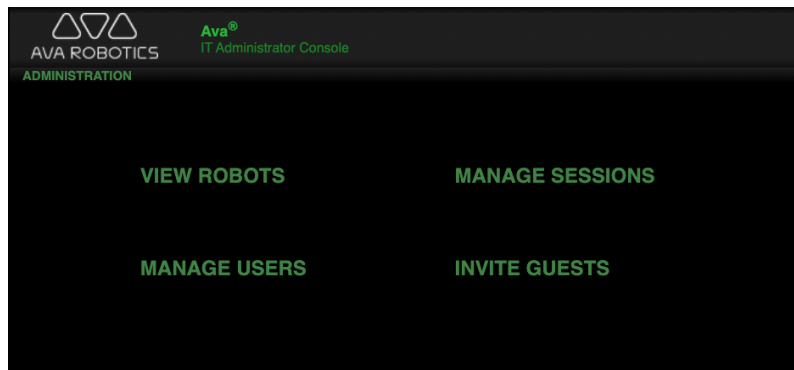 AVA ROBOTICS
Ava®
IT Administrator Console
ADMINISTRATION
VIEW ROBOTS
MANAGE SESSIONS
MANAGE USERS
INVITE GUESTS